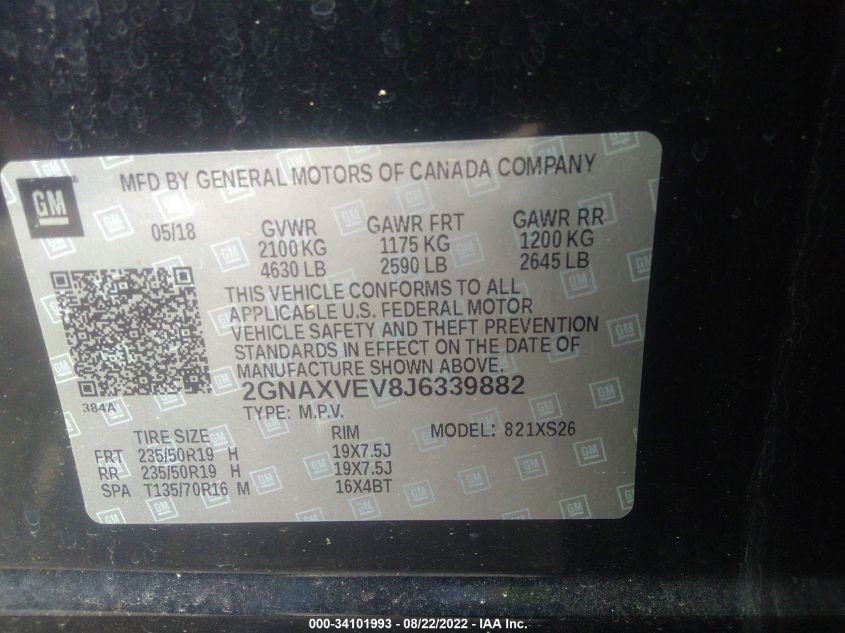 MFD BY GENERAL MOTORS OF CANADA COMPANY
GM
05/18 GVWR GAWR FRT GAWR RR
2100 KG 1175 KG 1200 KG
4630 LB 2590 LB 2645 LB
THIS VEHICLE CONFORMS TO ALL
APPLICABLE U.S. FEDERAL MOTOR
VEHICLE SAFETY AND THEFT PREVENTION
STANDARDS IN EFFECT ON THE DATE OF
MANUFACTURE SHOWN ABOVE.
2GNAXVEV8J6339882
384A
TYPE: M.P.V. MODEL: 821XS26
TIRE SIZE RIM
FRT 235/50R19 H 19X7.5J
RR 235/50R19 H 19X7.5J
SPA T135/70R16 M 16X4BT
000-34101993 - 08/22/2022 - IAA Inc.